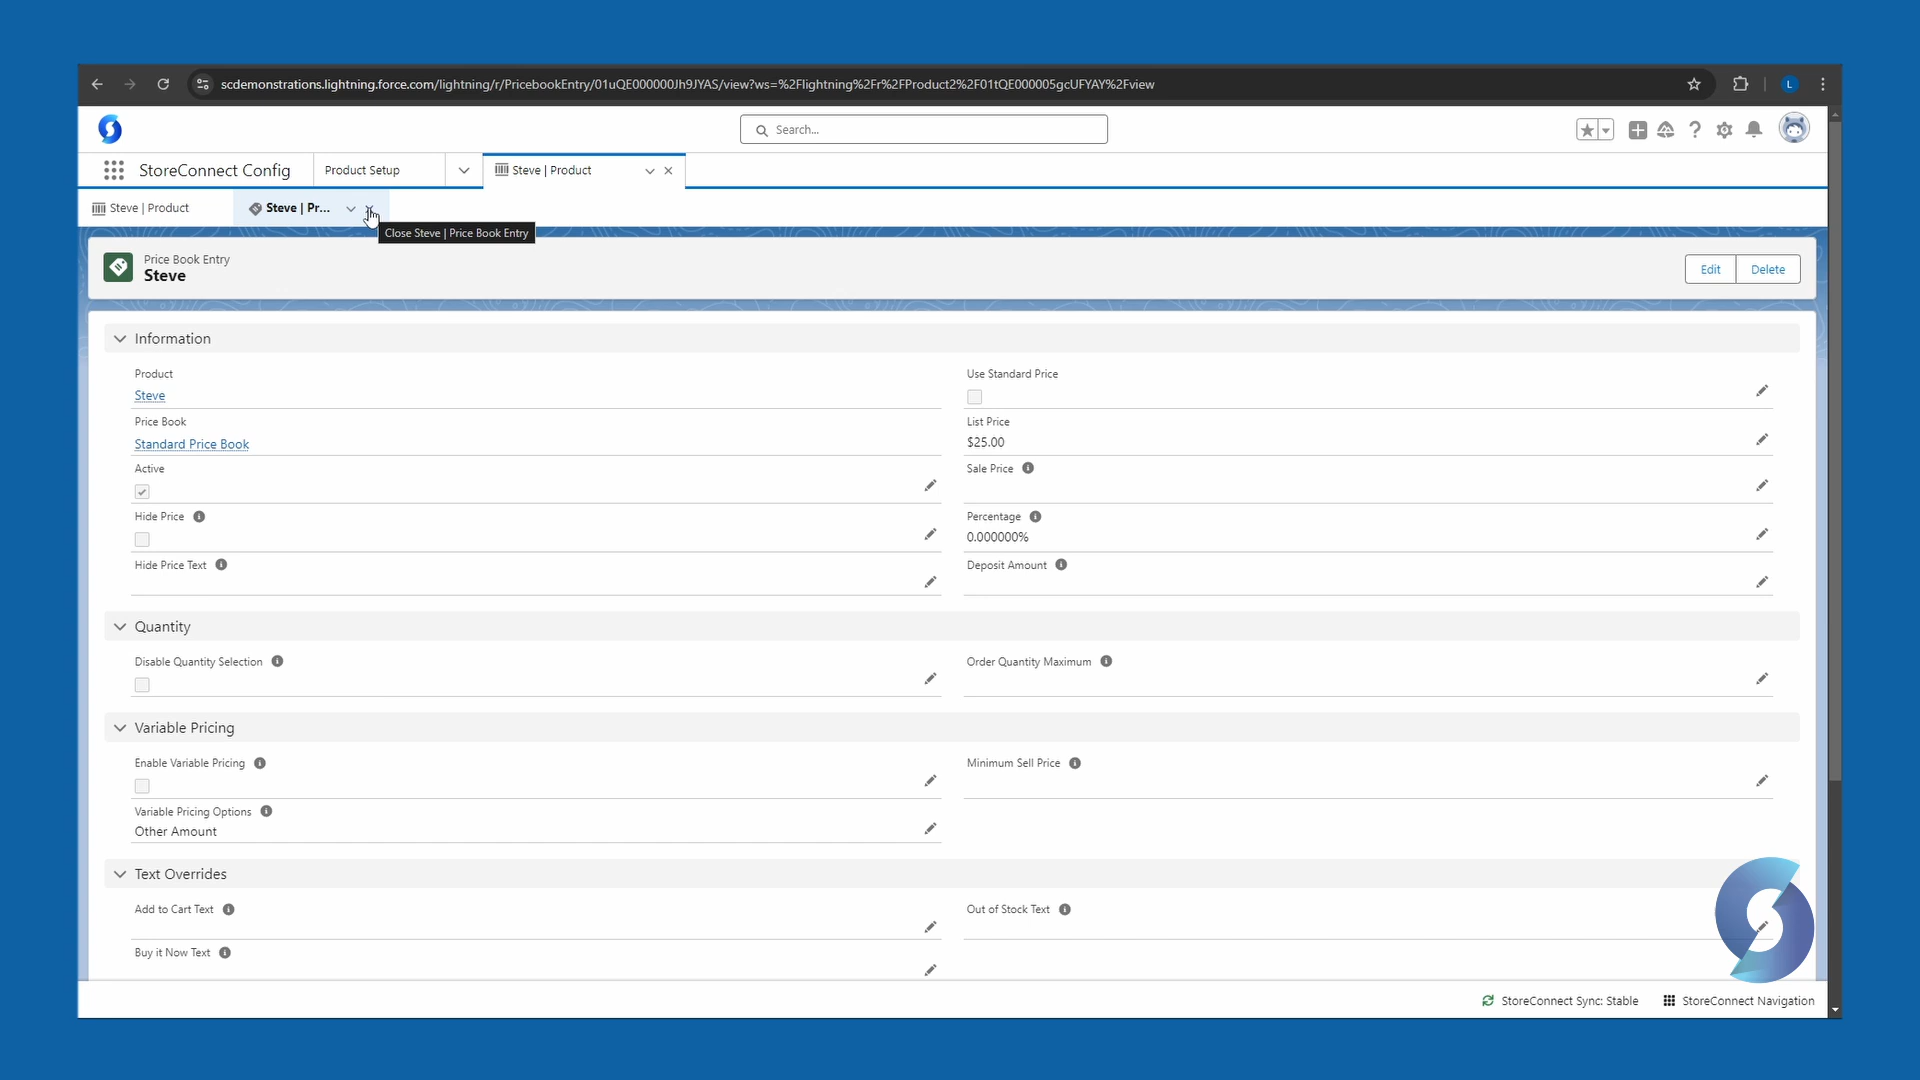 scdemonstrations.lightning.force.com/lightning/r/PricebookEntry/01uQE000000Jh9JYAS/view?ws=%2Flightning%2Fr%2FProduct2%2F01tQE000005gcUFYAY%2Fview
L
Search...
StoreConnect Config
Product Setup
Steve | Product
Steve | Product
Steve | Pr...
Close Steve | Price Book Entry
Price Book Entry
Steve
Edit
Delete
Information
Product
Steve
Use Standard Price
Price Book
Standard Price Book
List Price
$25.00
Active
Sale Price
Hide Price
Percentage
0.000000%
Hide Price Text
Deposit Amount
Quantity
Disable Quantity Selection
Order Quantity Maximum
Variable Pricing
Enable Variable Pricing
Minimum Sell Price
Variable Pricing Options
Other Amount
Text Overrides
Add to Cart Text
Out of Stock Text
Buy it Now Text
StoreConnect Sync: Stable
StoreConnect Navigation